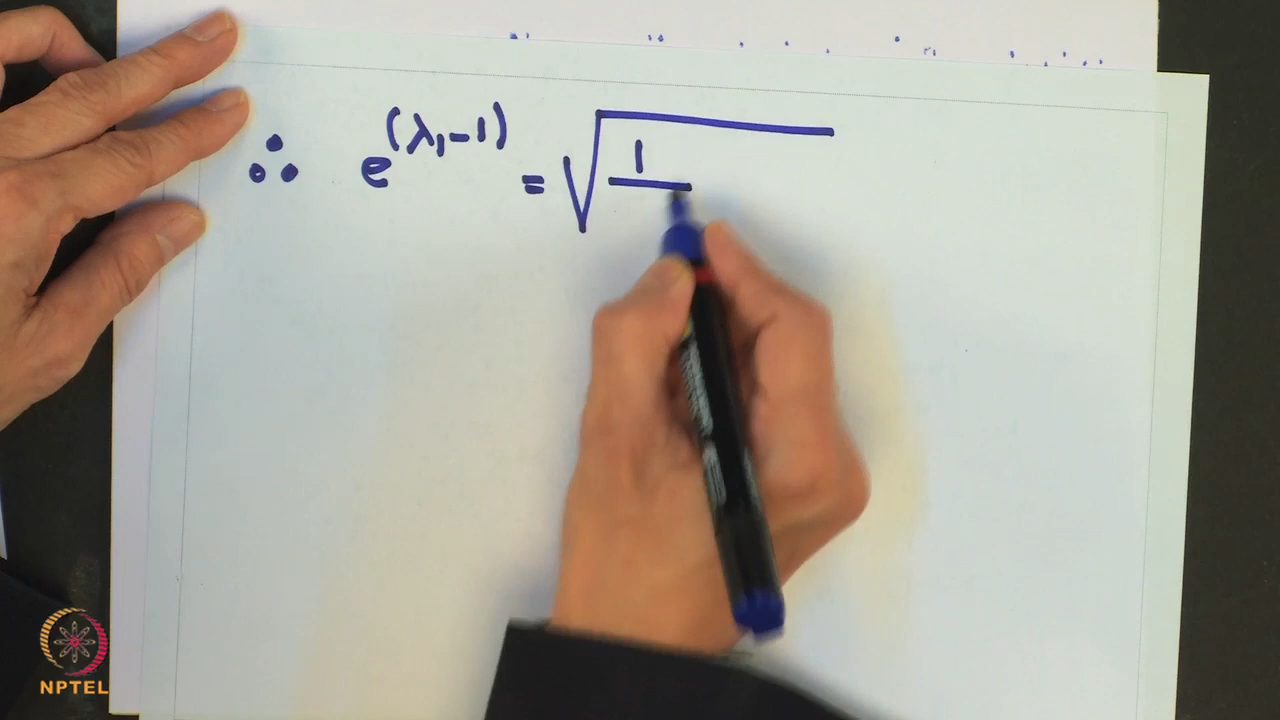 ∴ e^(λ₁-1) = √1/
NPTEL